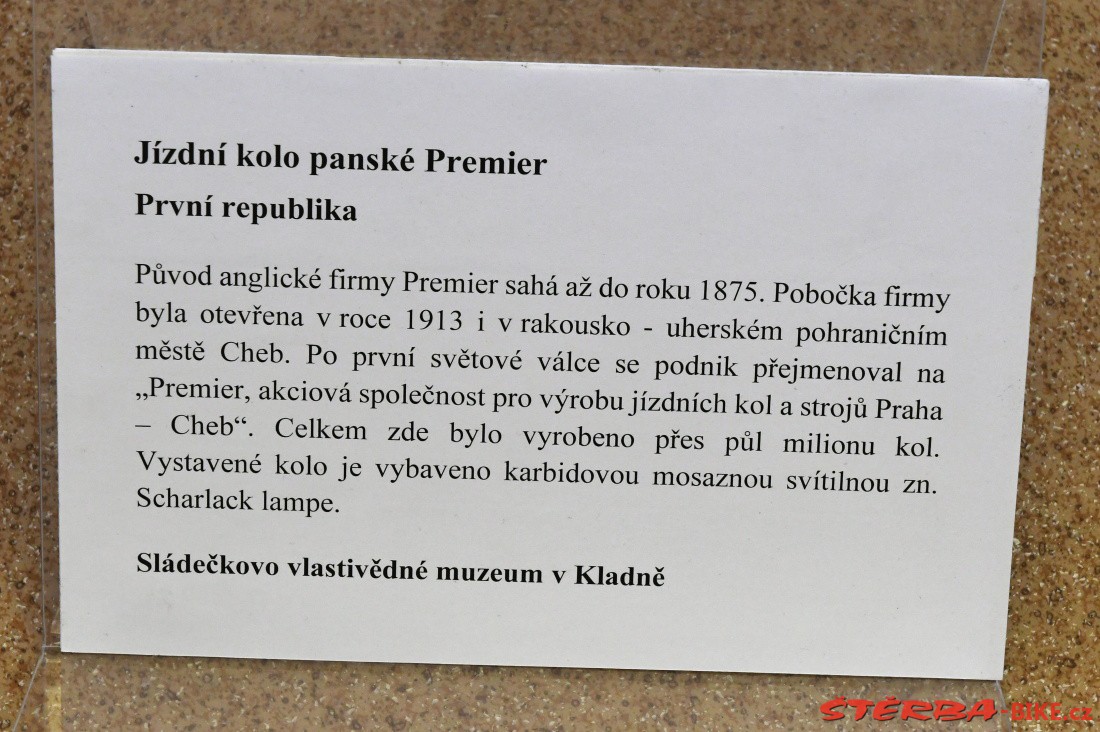 Jízdní kolo panské Premier
První republika
Původ anglické firmy Premier sahá až do roku 1875. Pobočka firmy
byla otevřena v roce 1913 i v rakousko - uherském pohraničním
městě Cheb. Po první světové válce se podnik přejmenoval na
„Premier, akciová společnost pro výrobu jízdních kol a strojů Praha
– Cheb“. Celkem zde bylo vyrobeno přes půl milionu kol.
Vystavené kolo je vybaveno karbidovou mosaznou svítilnou zn.
Scharlack lampe.
Sládečkovo vlastivědné muzeum v Kladně
ŠTĚRBA-BIKE.cz